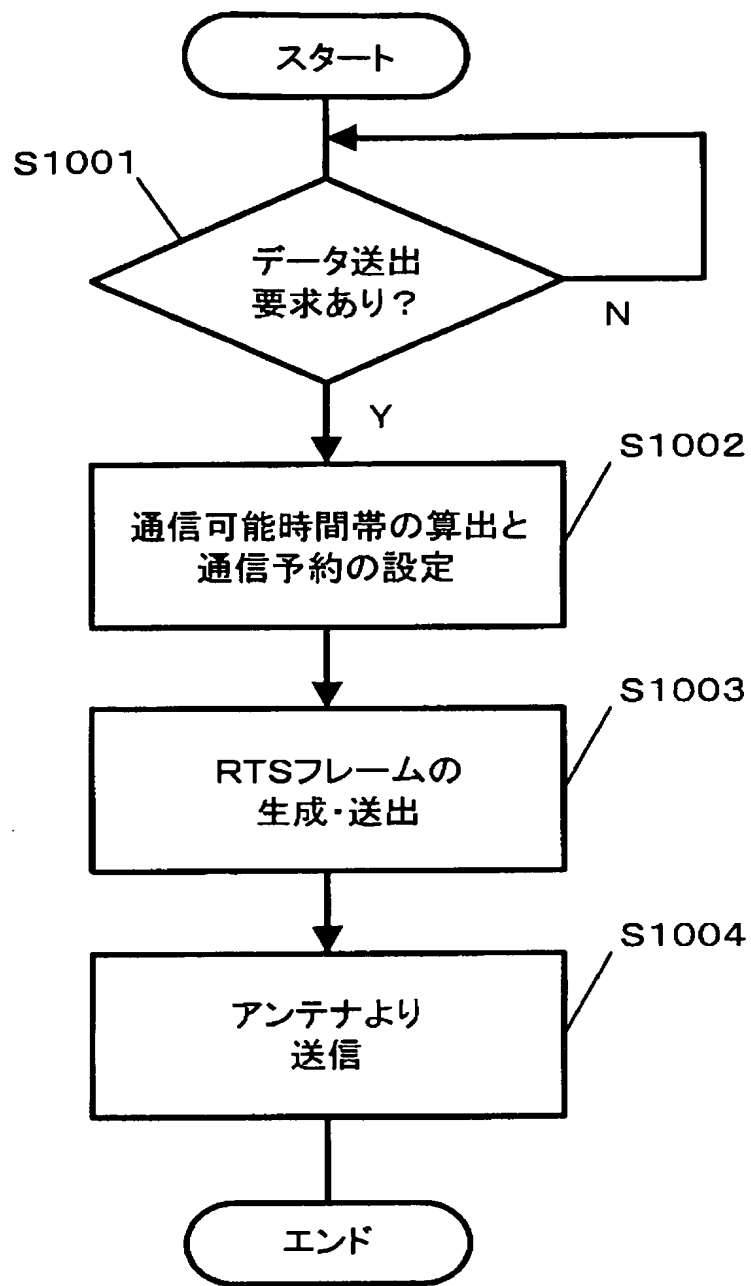 スタート
S1001
データ送出
要求あり?
N
Y
S1002
通信可能時間帯の算出と
通信予約の設定
S1003
RTSフレームの
生成・送出
S1004
アンテナより
送信
エンド